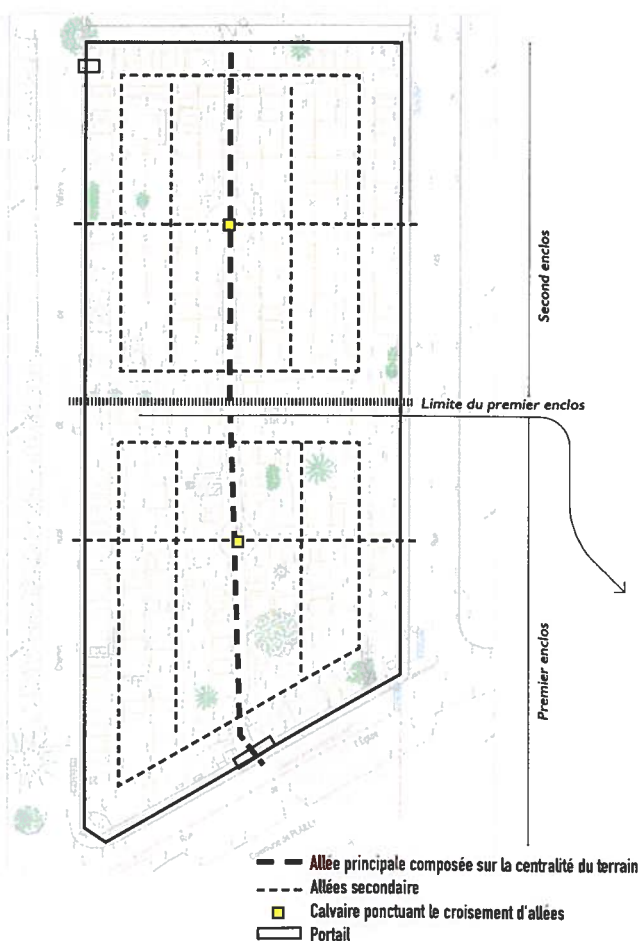 Second enclos
Limite du premier enclos
Premier enclos
Allée principale composée sur la centralité du terrain
Allées secondaire
Calvaire ponctuant le croisement d'allées
Portail